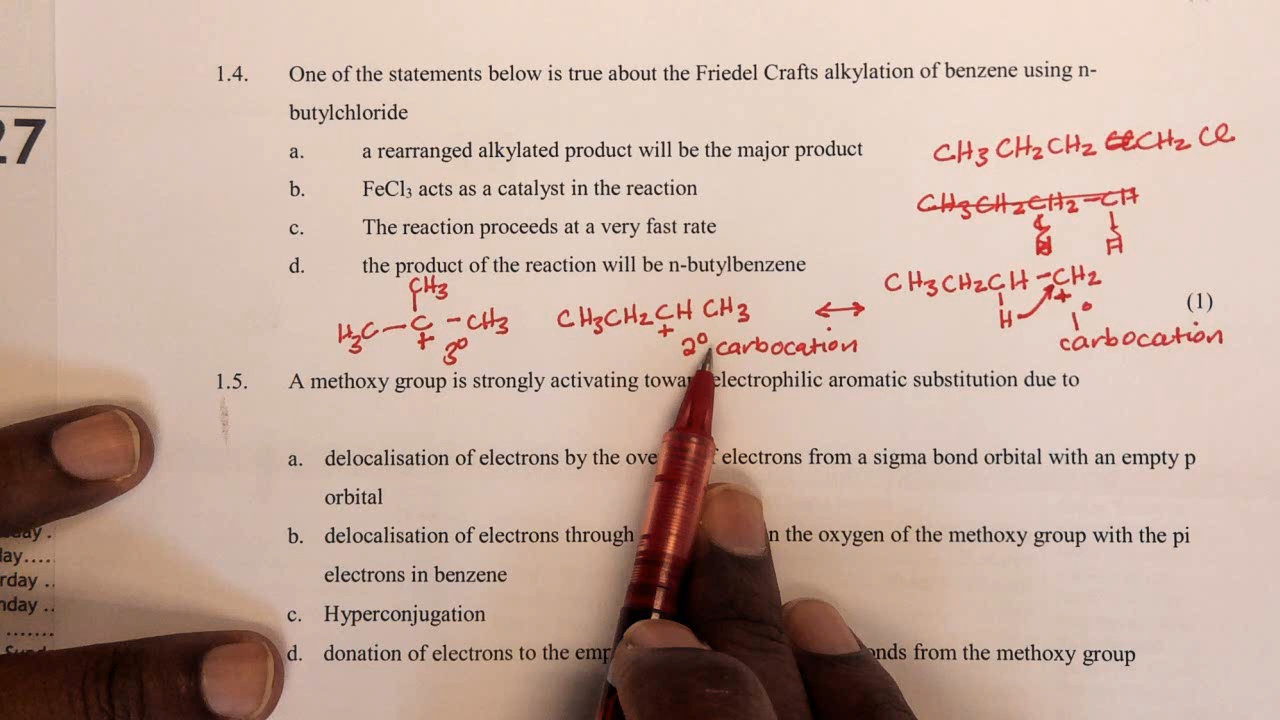 27
1.4. One of the statements below is true about the Friedel Crafts alkylation of benzene using n-
butylchloride
a. a rearranged alkylated product will be the major product
CH3CH2CH2 CH2Cl
b. FeCl₃ acts as a catalyst in the reaction
CH3CH2CH2-CH
H
c. The reaction proceeds at a very fast rate
d. the product of the reaction will be n-butylbenzene
CH3
H3C-C-CH3
+
3°
CH3CH2CHCH3
+
2° carbocation
↔
CH3CH2CH-CH2
H
+
1°
carbocation
(1)
1.5. A methoxy group is strongly activating towar electrophilic aromatic substitution due to
a. delocalisation of electrons by the ove electrons from a sigma bond orbital with an empty p
orbital
b. delocalisation of electrons through n the oxygen of the methoxy group with the pi
electrons in benzene
c. Hyperconjugation
d. donation of electrons to the emp nds from the methoxy group
day .
lay....
rday ..
nday ..
.......